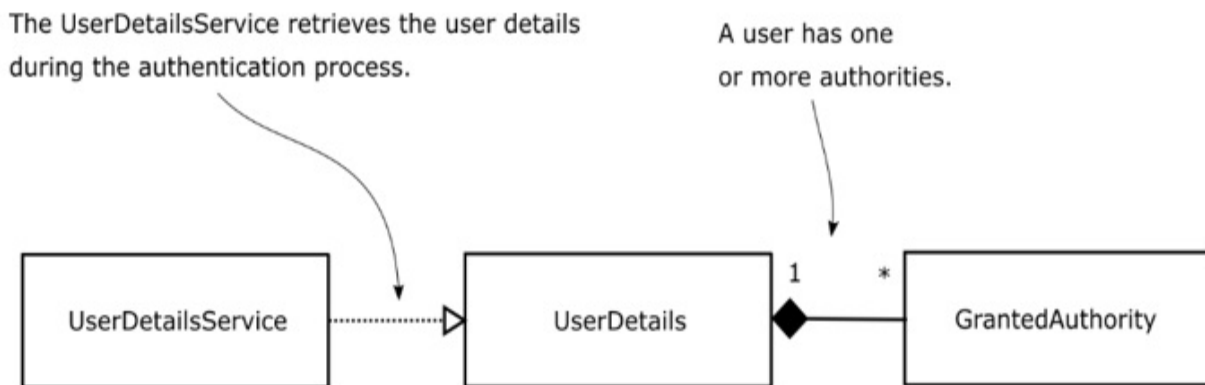 The UserDetailsService retrieves the user details
during the authentication process.
A user has one
or more authorities.
1
*
UserDetailsService
UserDetails
GrantedAuthority